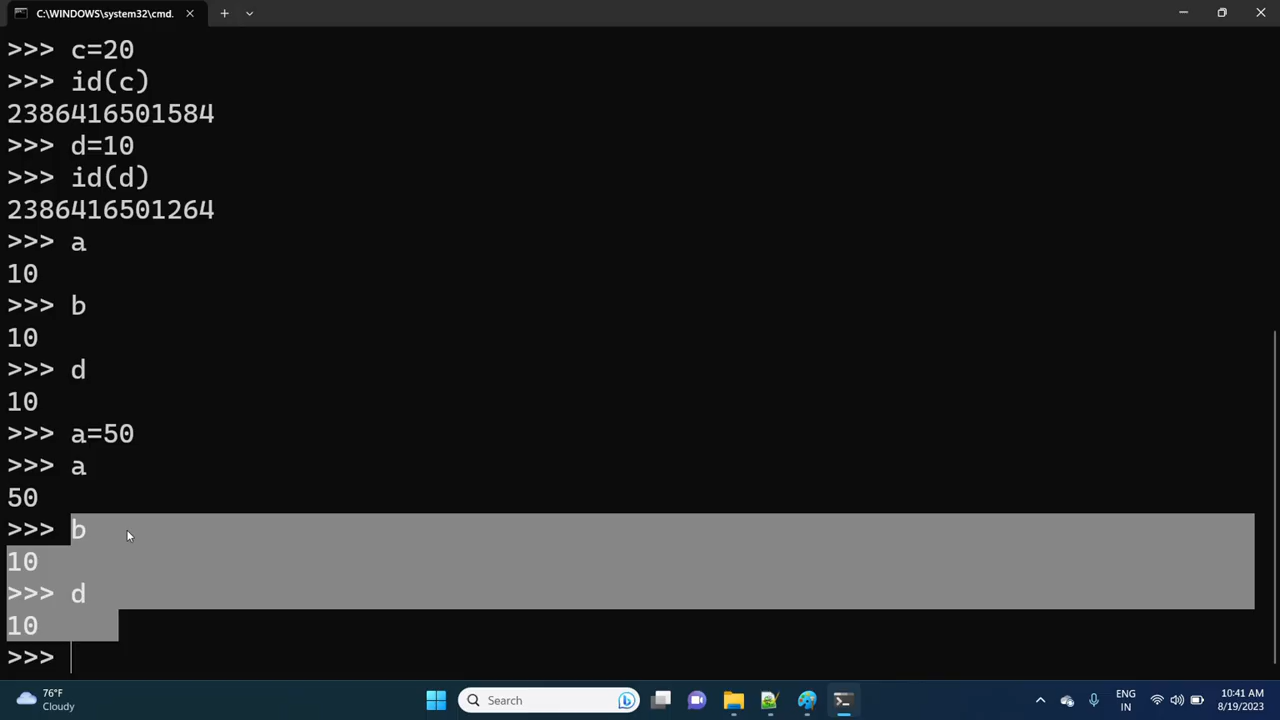 C:\WINDOWS\system32\cmd.
>>> c=20
>>> id(c)
2386416501584
>>> d=10
>>> id(d)
2386416501264
>>> a
10
>>> b
10
>>> d
10
>>> a=50
>>> a
50
>>> b
10
>>> d
10
>>>
76°F
Cloudy
Search
ENG
IN
10:41 AM
8/19/2023